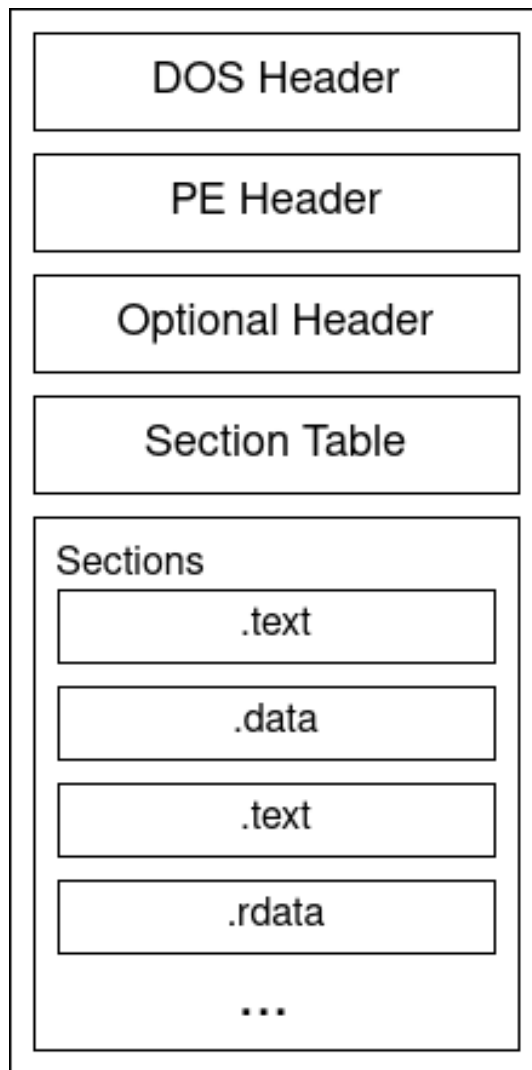 DOS Header
PE Header
Optional Header
Section Table
Sections
.text
.data
.text
.rdata
...